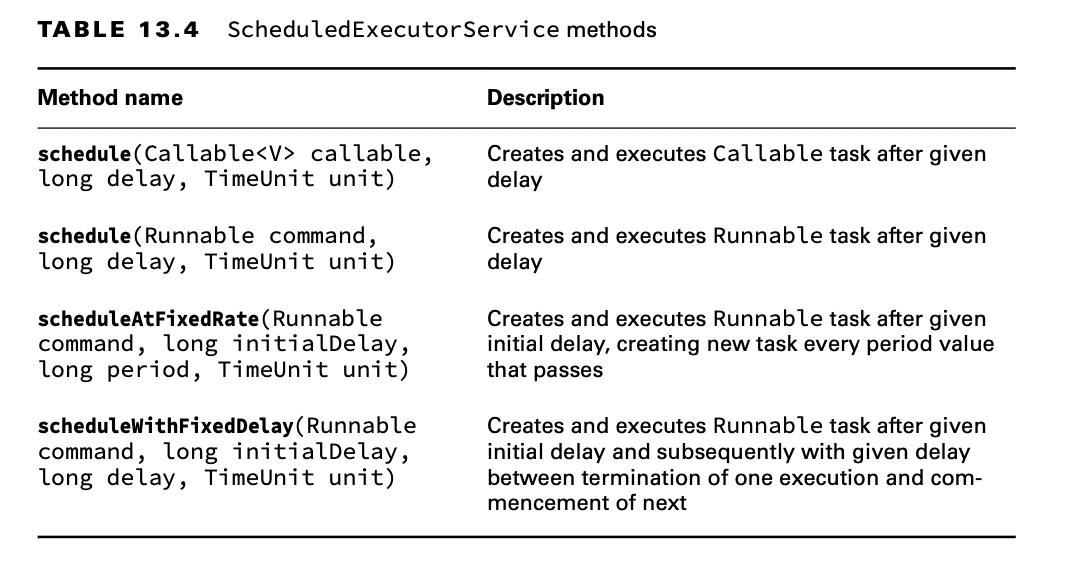 TABLE 13.4 ScheduledExecutorService methods
Method name Description
schedule(Callable<V> callable, Creates and executes Callable task after given
long delay, TimeUnit unit) delay
schedule(Runnable command, Creates and executes Runnable task after given
long delay, TimeUnit unit) delay
scheduleAtFixedRate(Runnable Creates and executes Runnable task after given
command, long initialDelay, initial delay, creating new task every period value
long period, TimeUnit unit) that passes
scheduleWithFixedDelay(Runnable Creates and executes Runnable task after given
command, long initialDelay, initial delay and subsequently with given delay
long delay, TimeUnit unit) between termination of one execution and com-
mencement of next